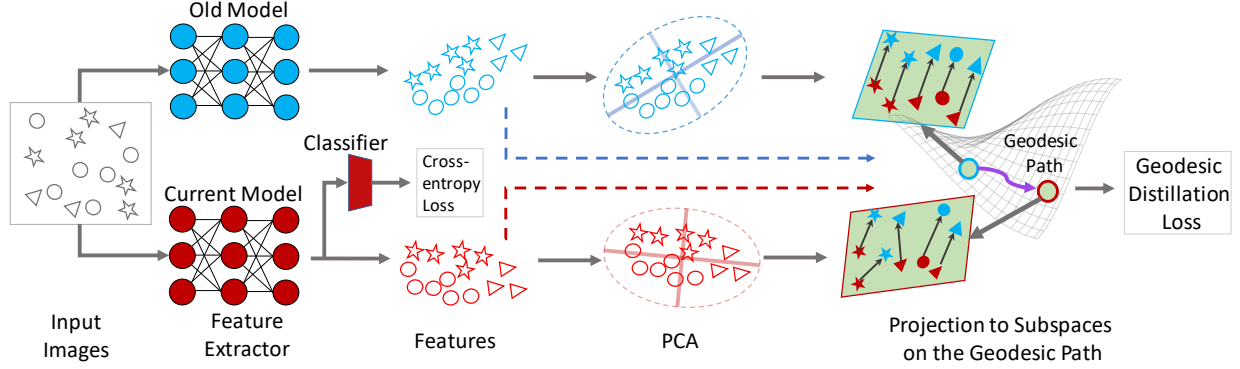 Old Model
Classifier
Cross-
entropy
Loss
Current Model
Geodesic
Path
Geodesic
Distillation
Loss
Input
Images
Feature
Extractor
Features
PCA
Projection to Subspaces
on the Geodesic Path